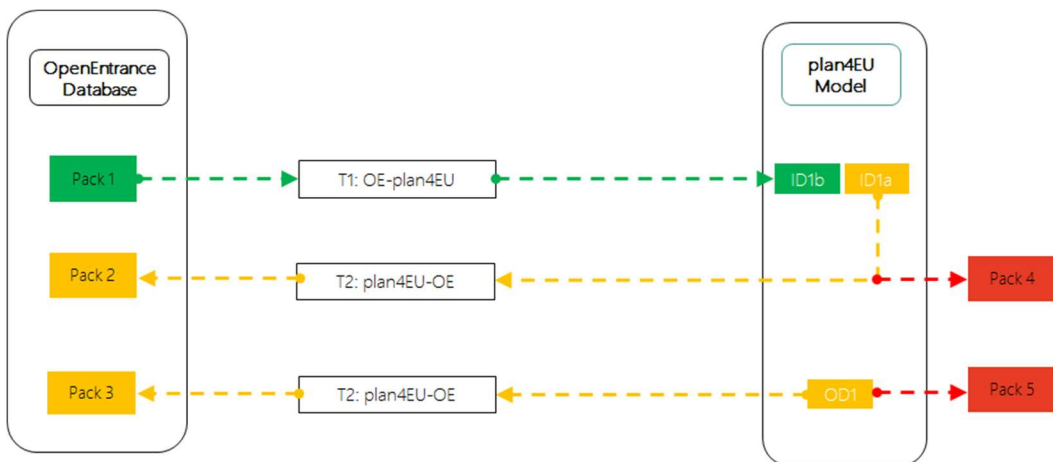 OpenEntrance
Database
plan4EU
Model
Pack 1
T1: OE-plan4EU
ID1b
ID1a
Pack 2
T2: plan4EU-OE
Pack 4
Pack 3
T2: plan4EU-OE
OD1
Pack 5